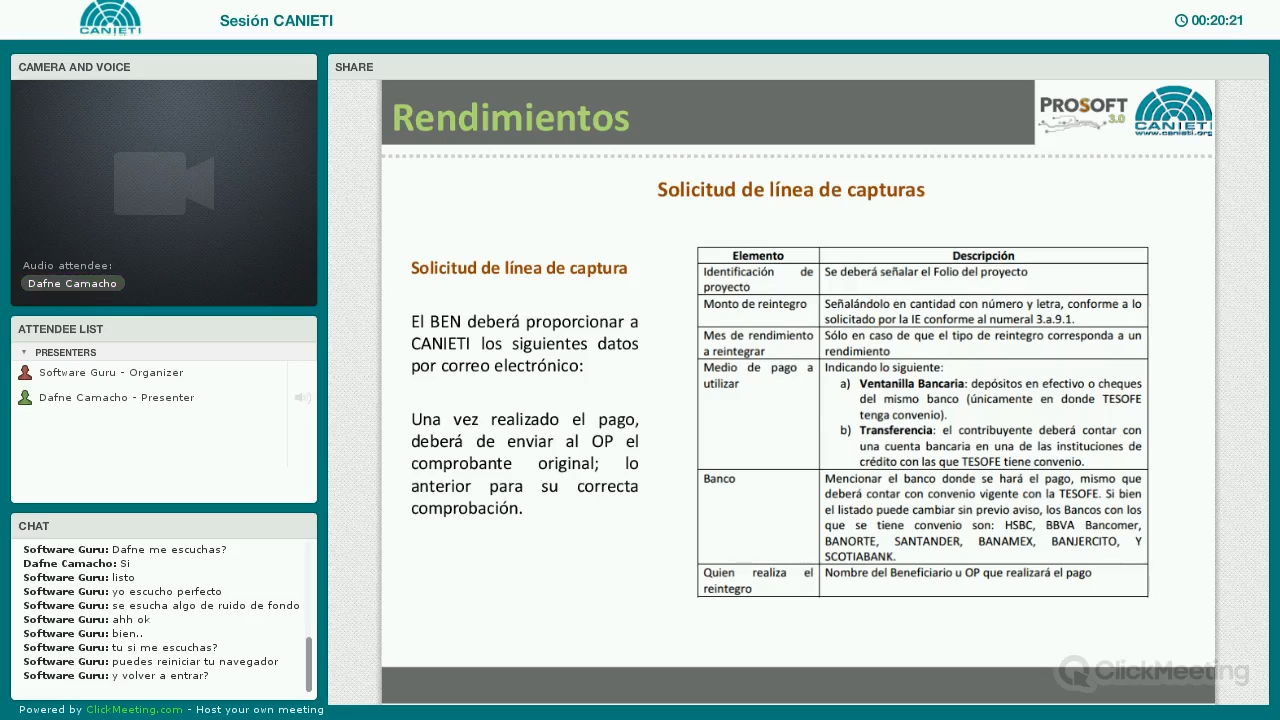 CANIETI
Sesión CANIETI
00:20:21
CAMERA AND VOICE
Audio attendee:
Dafne Camacho
ATTENDEE LIST
PRESENTERS
Software Guru - Organizer
Dafne Camacho - Presenter
CHAT
Software Guru: Dafne me escuchas?
Dafne Camacho: Si
Software Guru: listo
Software Guru: yo escucho perfecto
Software Guru: se escucha algo de ruido de fondo
Software Guru: ahh ok
Software Guru: bien..
Software Guru: tu si me escuchas?
Software Guru: puedes reiniciar tu navegador
Software Guru: y volver a entrar?
Powered by ClickMeeting.com - Host your own meeting
SHARE
Rendimientos
PROSOFT
3.0
CANIETI
www.canieti.org
Solicitud de línea de capturas
Solicitud de línea de captura
El BEN deberá proporcionar a
CANIETI los siguientes datos
por correo electrónico:
Una vez realizado el pago,
deberá de enviar al OP el
comprobante original; lo
anterior para su correcta
comprobación.
Elemento Descripción
Identificación de
proyecto
Se deberá señalar el Folio del proyecto
Monto de reintegro
Señalándolo en cantidad con número y letra, conforme a lo
solicitado por la IE conforme al numeral 3.a.9.1.
Mes de rendimiento
a reintegrar
Sólo en caso de que el tipo de reintegro corresponda a un
rendimiento
Medio de pago a
utilizar
Indicando lo siguiente:
a) Ventanilla Bancaria: depósitos en efectivo o cheques
del mismo banco (únicamente en donde TESOFE
tenga convenio).
b) Transferencia: el contribuyente deberá contar con
una cuenta bancaria en una de las instituciones de
crédito con las que TESOFE tiene convenio.
Banco
Mencionar el banco donde se hará el pago, mismo que
deberá contar con convenio vigente con la TESOFE. Si bien
el listado puede cambiar sin previo aviso, los Bancos con los
que se tiene convenio son: HSBC, BBVA Bancomer,
BANORTE, SANTANDER, BANAMEX, BANJERCITO, Y
SCOTIABANK.
Quien realiza el
reintegro
Nombre del Beneficiario u OP que realizará el pago
ClickMeeting